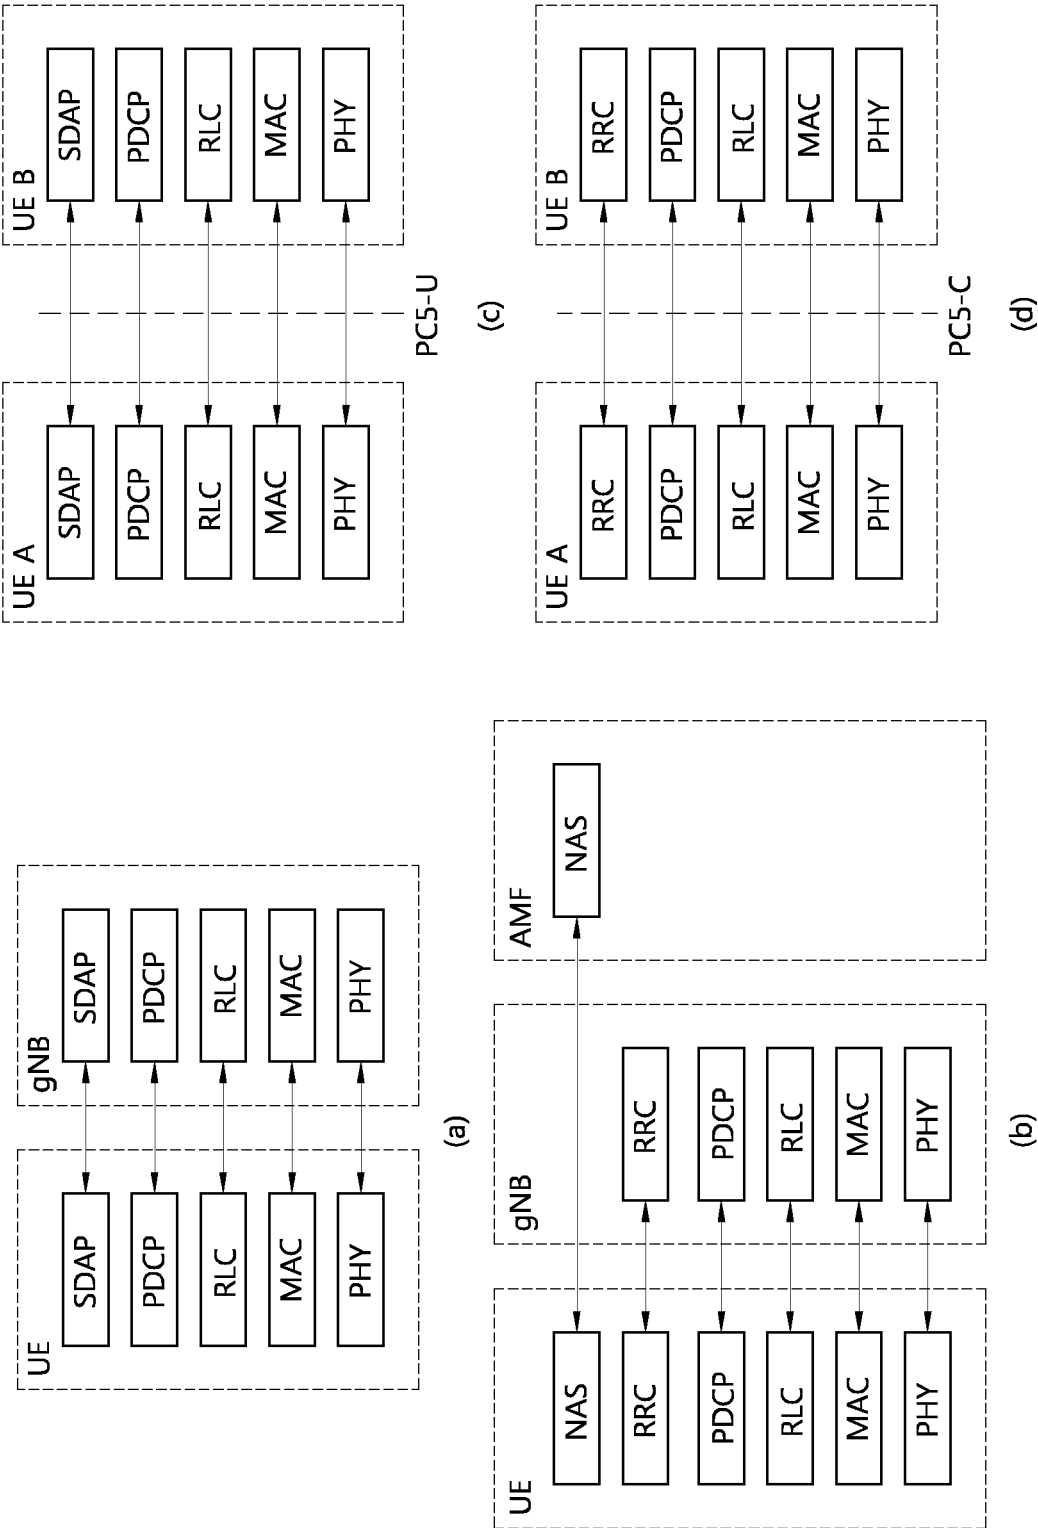 UE
gNB
SDAP
SDAP
PDCP
PDCP
RLC
RLC
MAC
MAC
PHY
PHY
(a)
UE
gNB
AMF
NAS
NAS
RRC
RRC
PDCP
PDCP
RLC
RLC
MAC
MAC
PHY
PHY
(b)
UE A
UE B
SDAP
SDAP
PDCP
PDCP
RLC
RLC
MAC
MAC
PHY
PHY
PC5-U
(c)
UE A
UE B
RRC
RRC
PDCP
PDCP
RLC
RLC
MAC
MAC
PHY
PHY
PC5-C
(d)